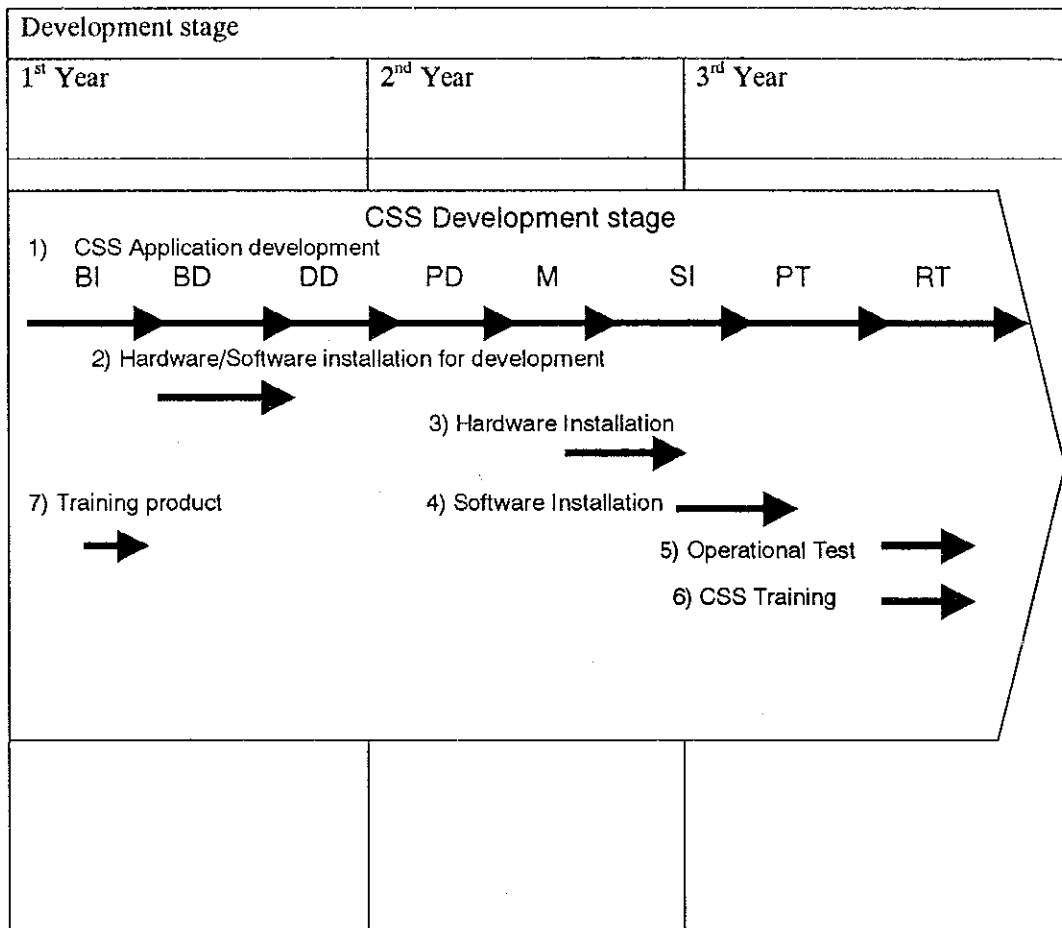 Development stage
1st Year 2nd Year 3rd Year
CSS Development stage
1) CSS Application development
BI BD DD PD M SI PT RT
2) Hardware/Software installation for development
3) Hardware Installation
7) Training product 4) Software Installation
5) Operational Test
6) CSS Training